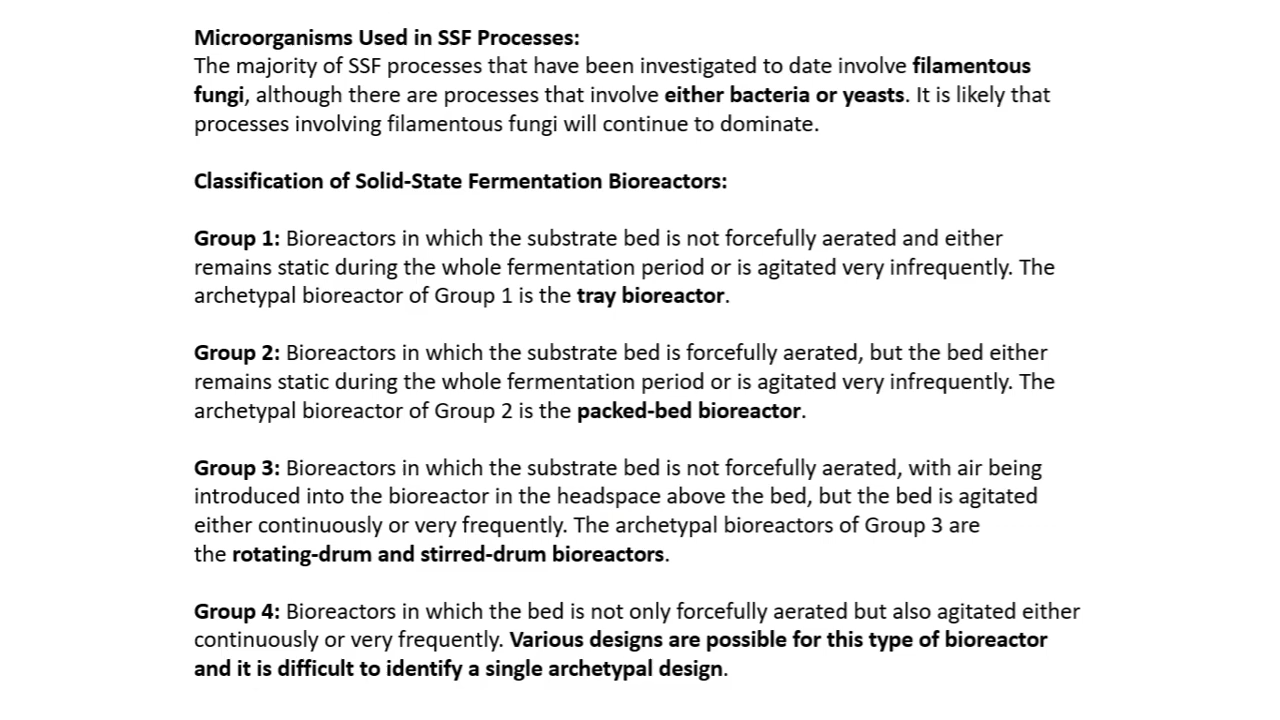 Microorganisms Used in SSF Processes:
The majority of SSF processes that have been investigated to date involve filamentous
fungi, although there are processes that involve either bacteria or yeasts. It is likely that
processes involving filamentous fungi will continue to dominate.
Classification of Solid-State Fermentation Bioreactors:
Group 1: Bioreactors in which the substrate bed is not forcefully aerated and either
remains static during the whole fermentation period or is agitated very infrequently. The
archetypal bioreactor of Group 1 is the tray bioreactor.
Group 2: Bioreactors in which the substrate bed is forcefully aerated, but the bed either
remains static during the whole fermentation period or is agitated very infrequently. The
archetypal bioreactor of Group 2 is the packed-bed bioreactor.
Group 3: Bioreactors in which the substrate bed is not forcefully aerated, with air being
introduced into the bioreactor in the headspace above the bed, but the bed is agitated
either continuously or very frequently. The archetypal bioreactors of Group 3 are
the rotating-drum and stirred-drum bioreactors.
Group 4: Bioreactors in which the bed is not only forcefully aerated but also agitated either
continuously or very frequently. Various designs are possible for this type of bioreactor
and it is difficult to identify a single archetypal design.